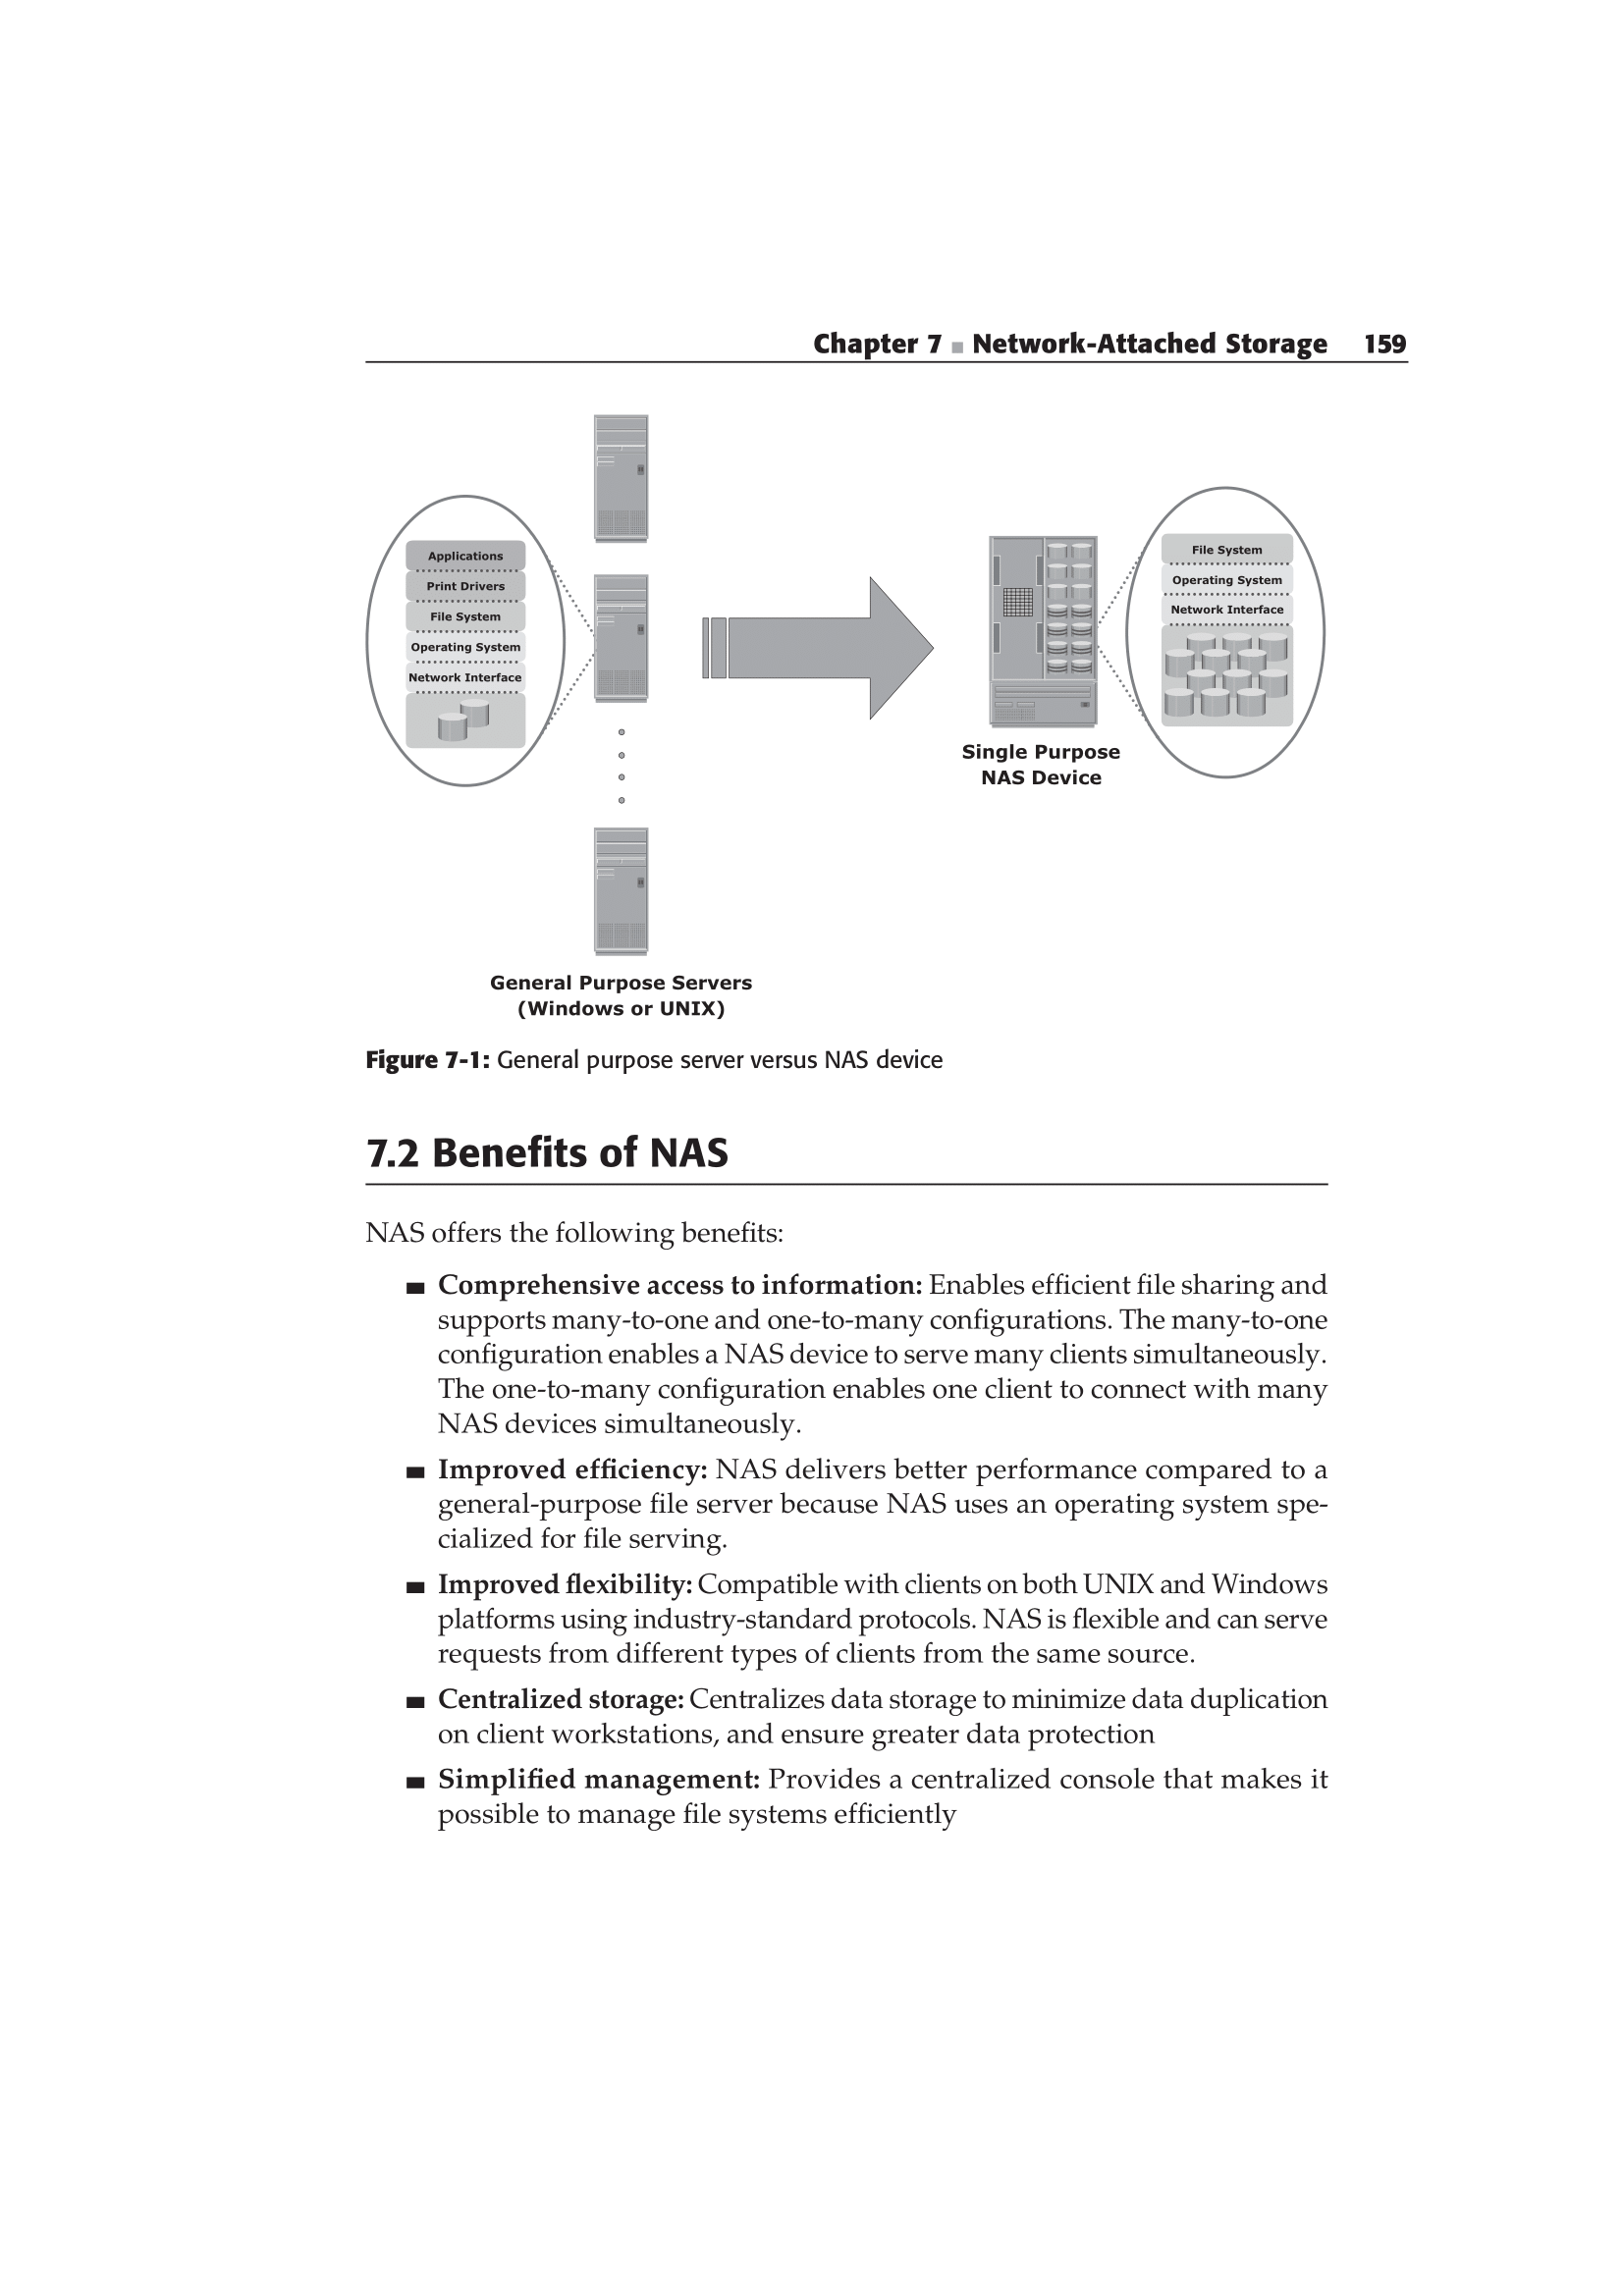 Chapter 7 ■ Network-Attached Storage 159
Applications
Print Drivers
File System
Operating System
Network Interface
File System
Operating System
Network Interface
Single Purpose
NAS Device
General Purpose Servers
(Windows or UNIX)
Figure 7-1: General purpose server versus NAS device
7.2 Benefits of NAS
NAS offers the following benefits:
■ Comprehensive access to information: Enables efficient file sharing and
supports many-to-one and one-to-many configurations. The many-to-one
configuration enables a NAS device to serve many clients simultaneously.
The one-to-many configuration enables one client to connect with many
NAS devices simultaneously.
■ Improved efficiency: NAS delivers better performance compared to a
general-purpose file server because NAS uses an operating system spe-
cialized for file serving.
■ Improved flexibility: Compatible with clients on both UNIX and Windows
platforms using industry-standard protocols. NAS is flexible and can serve
requests from different types of clients from the same source.
■ Centralized storage: Centralizes data storage to minimize data duplication
on client workstations, and ensure greater data protection
■ Simplified management: Provides a centralized console that makes it
possible to manage file systems efficiently